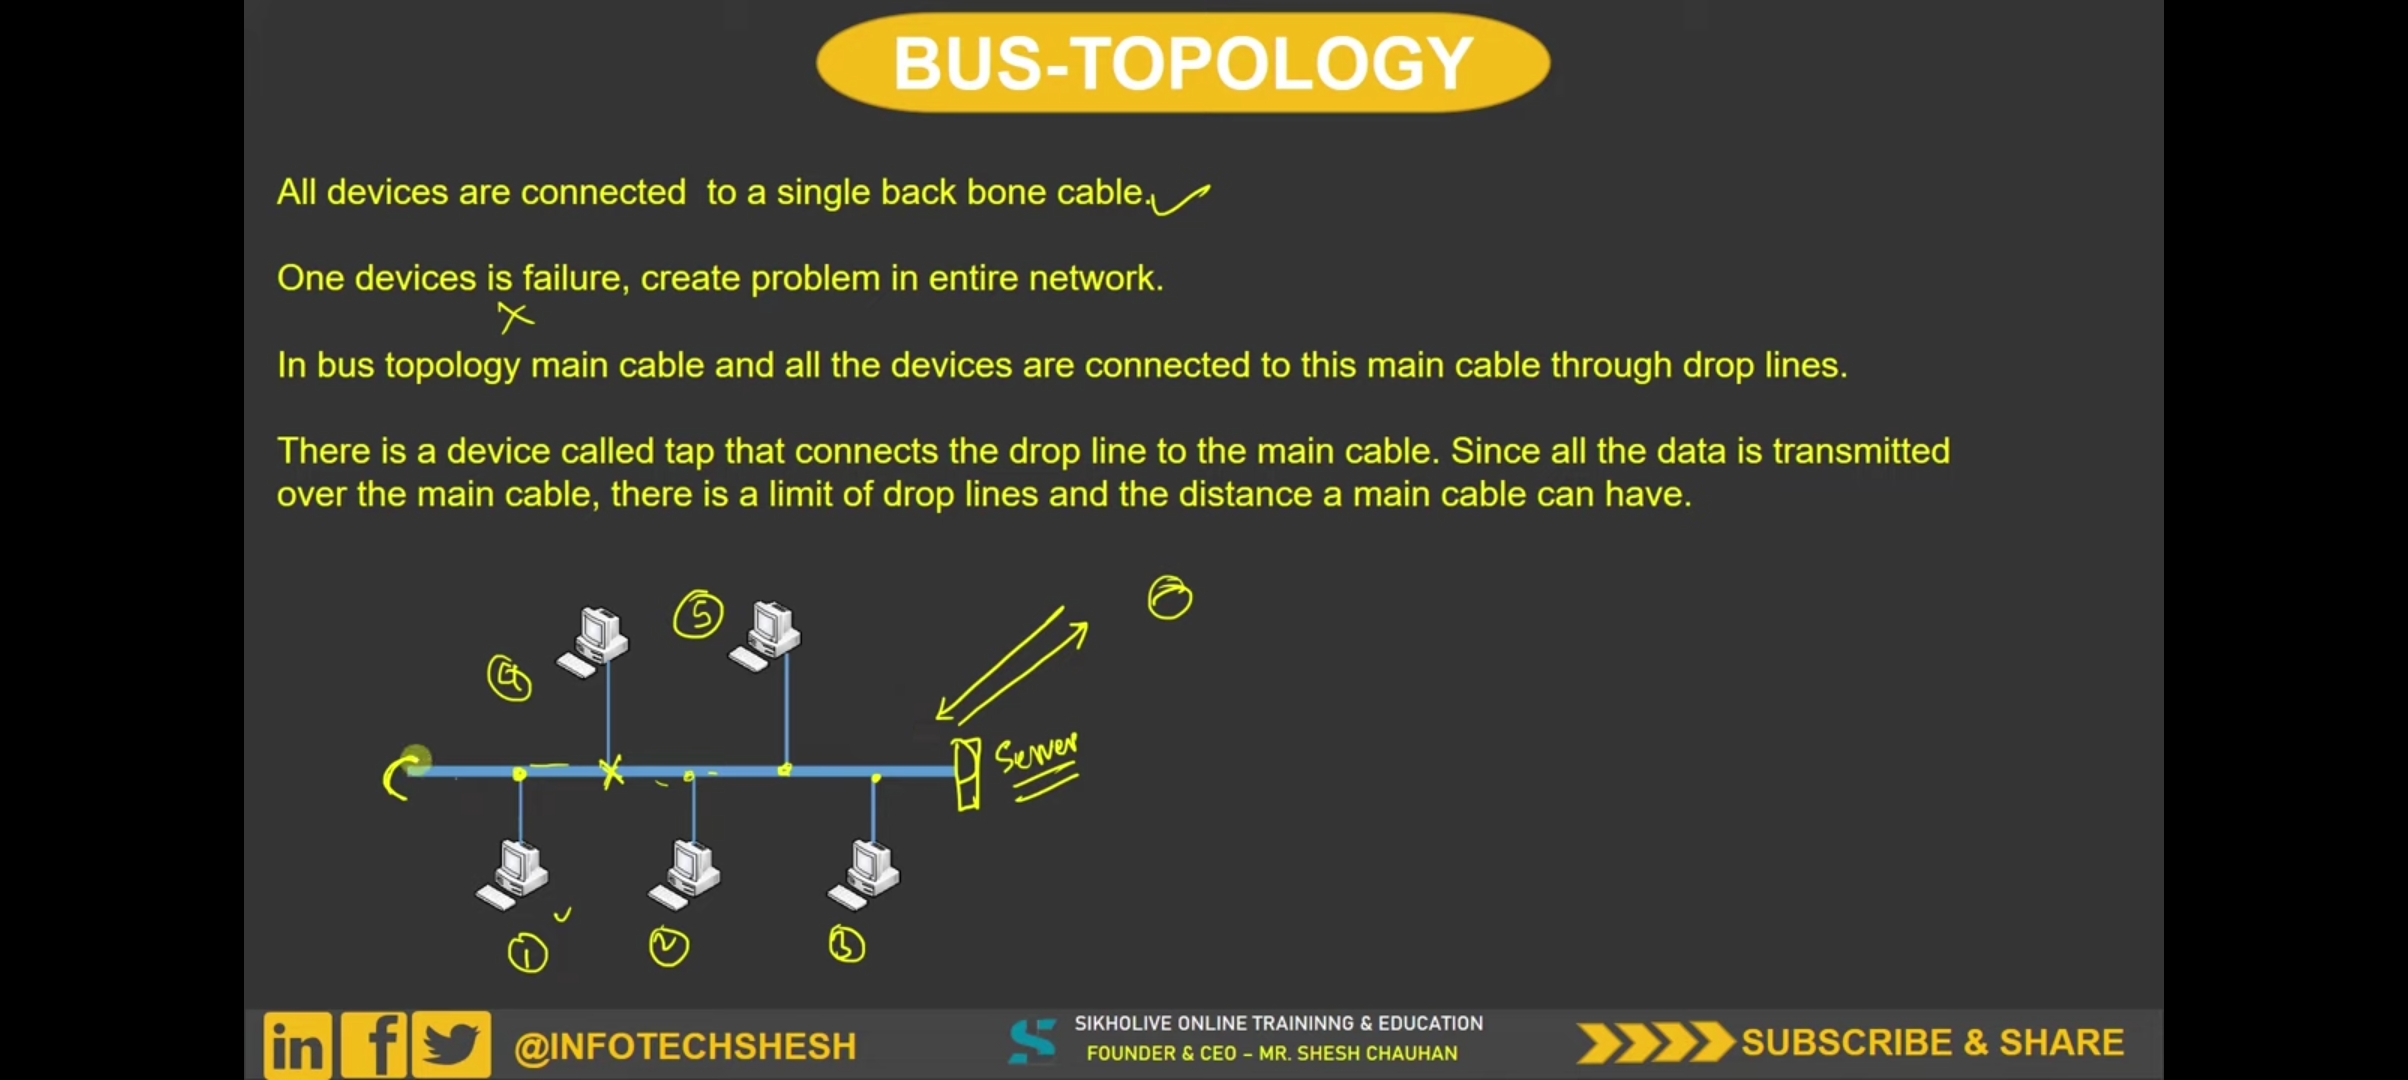 BUS-TOPOLOGY
All devices are connected to a single back bone cable.
One devices is failure, create problem in entire network.
In bus topology main cable and all the devices are connected to this main cable through drop lines.
There is a device called tap that connects the drop line to the main cable. Since all the data is transmitted
over the main cable, there is a limit of drop lines and the distance a main cable can have.
5
4
Server
1
2
3
in f @INFOTECHSHESH
SIKHOLIVE ONLINE TRAININNG & EDUCATION
FOUNDER & CEO – MR. SHESH CHAUHAN
SUBSCRIBE & SHARE